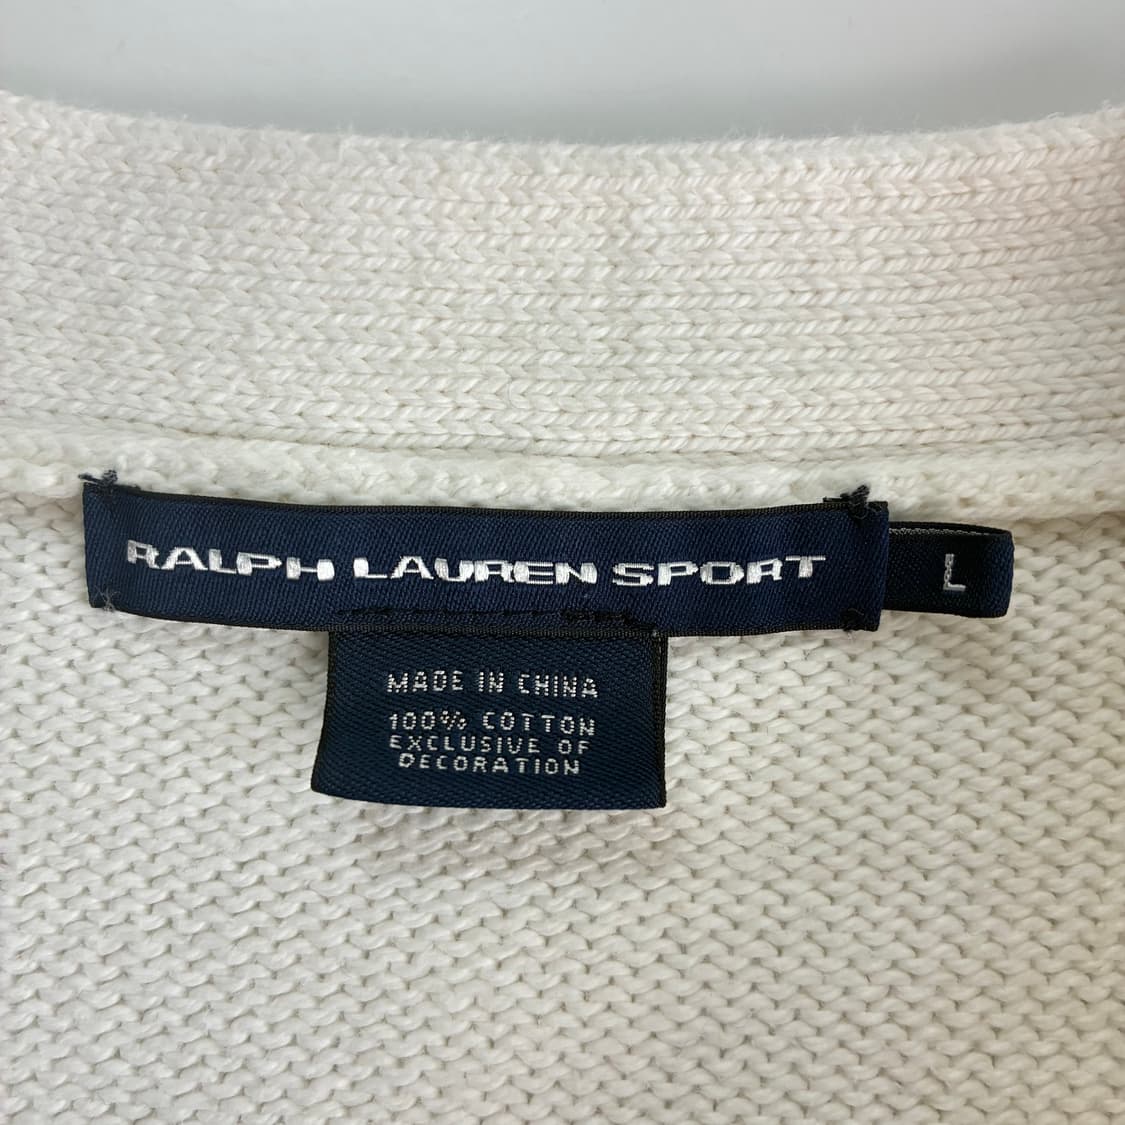 RALPH LAUREN SPORT
L
MADE IN CHINA
100% COTTON
EXCLUSIVE OF
DECORATION